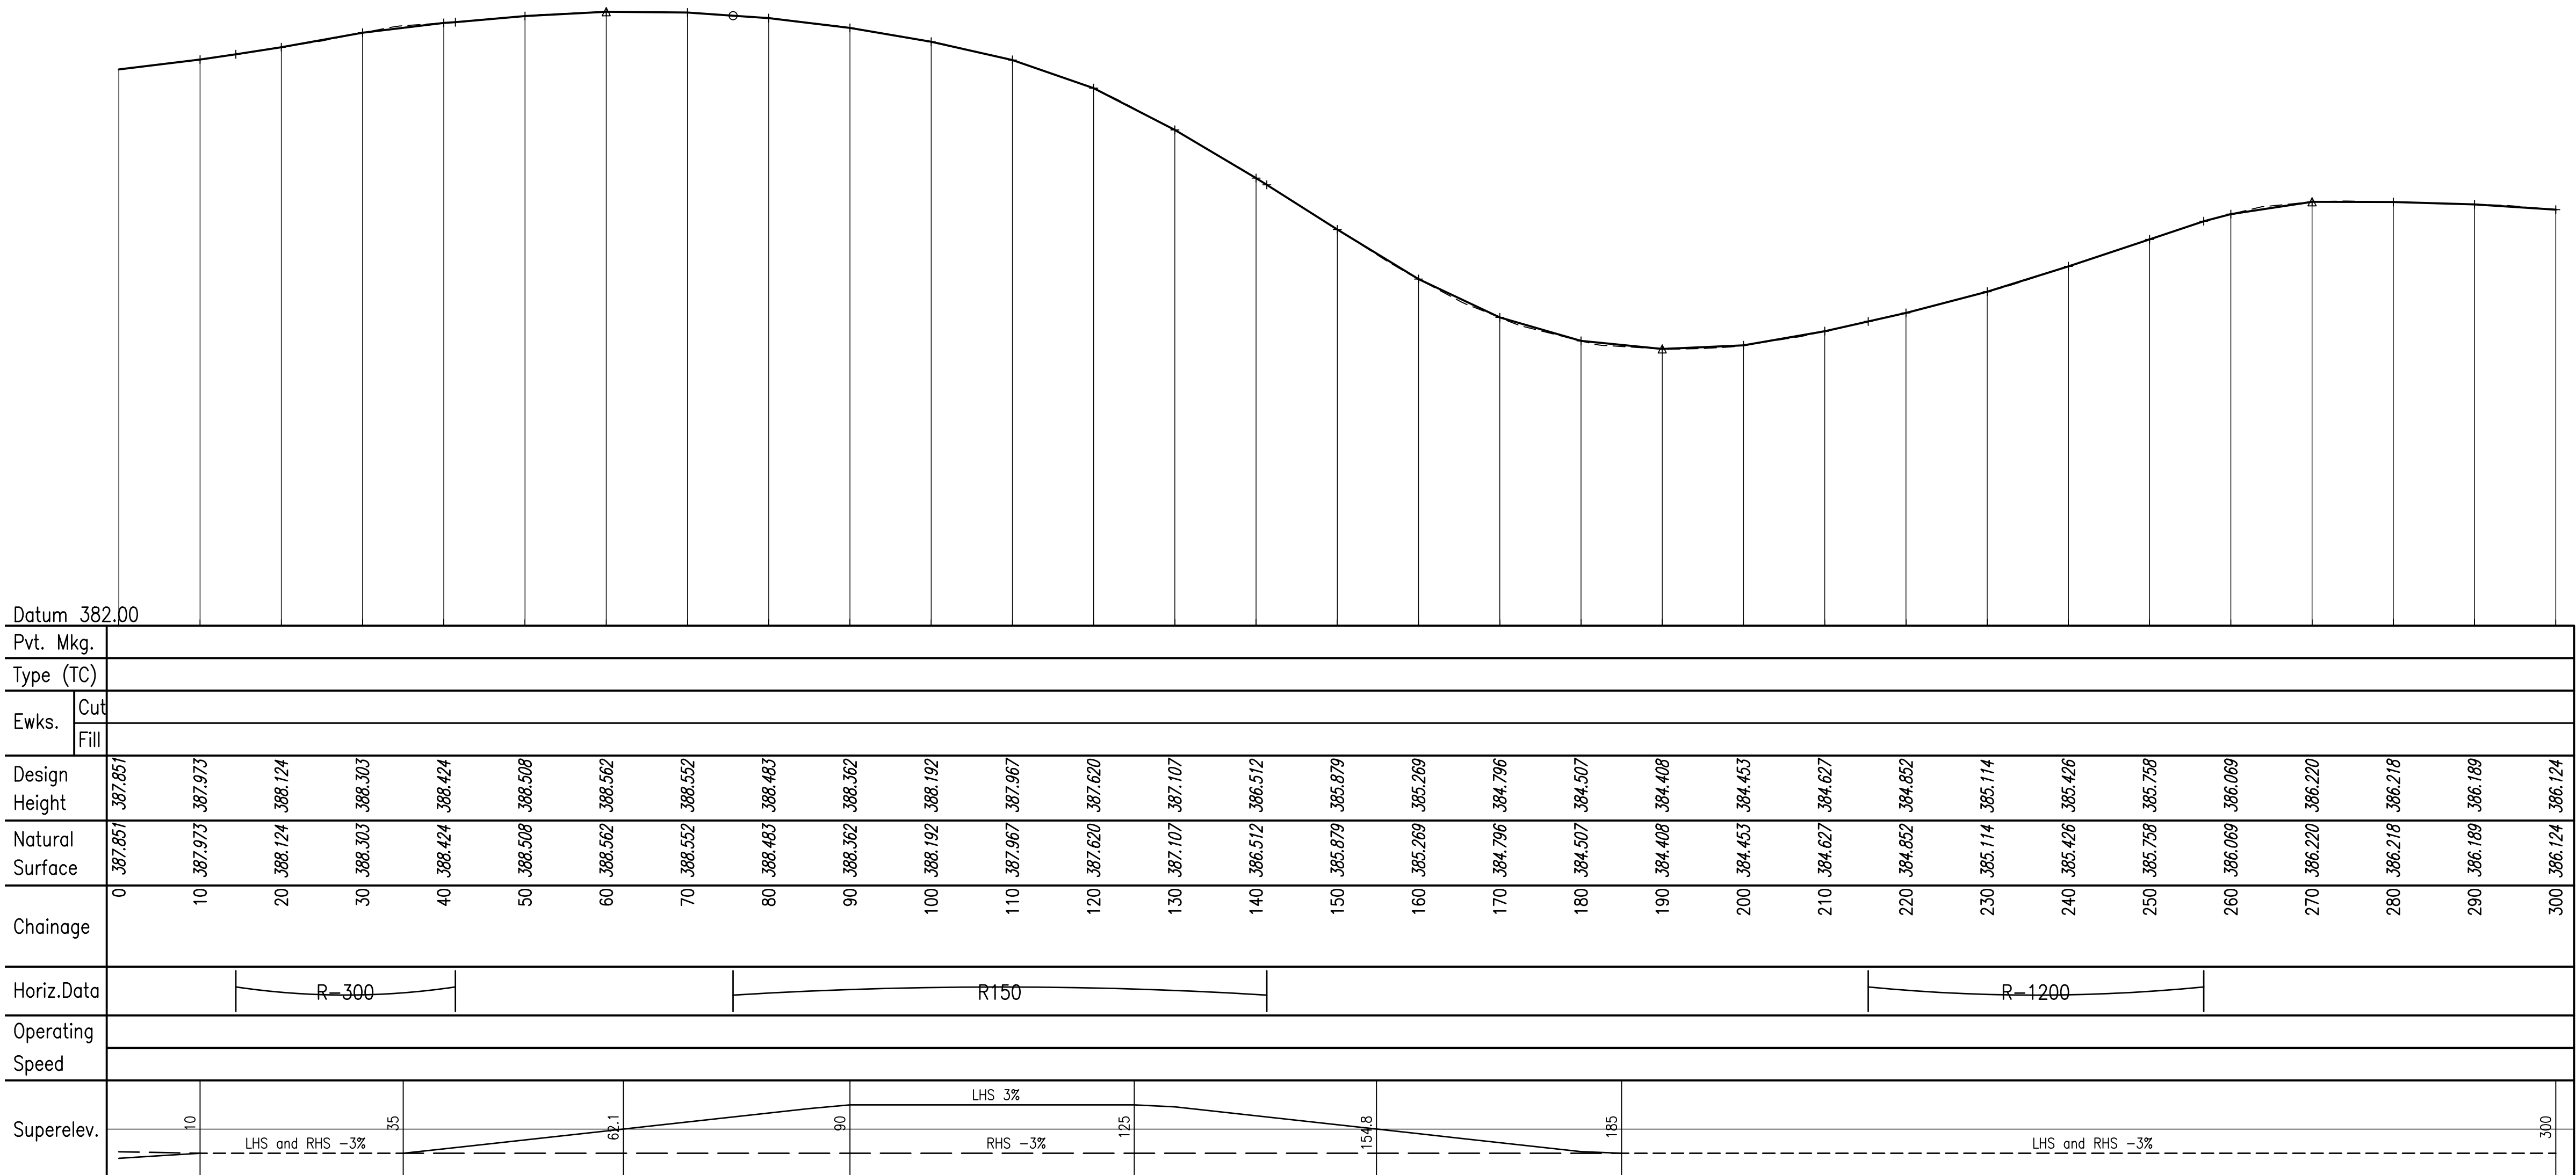 Datum 382.00
Pvt. Mkg.
Type (TC)
Ewks. Cut
Fill
Design Height 387.851 387.973 388.124 388.303 388.424 388.508 388.562 388.552 388.483 388.362 388.192 387.967 387.620 387.107 386.512 385.879 385.269 384.796 384.507 384.408 384.453 384.627 384.852 385.114 385.426 385.758 386.069 386.220 386.218 386.189 386.124
Natural Surface 387.851 387.973 388.124 388.303 388.424 388.508 388.562 388.552 388.483 388.362 388.192 387.967 387.620 387.107 386.512 385.879 385.269 384.796 384.507 384.408 384.453 384.627 384.852 385.114 385.426 385.758 386.069 386.220 386.218 386.189 386.124
Chainage 0 10 20 30 40 50 60 70 80 90 100 110 120 130 140 150 160 170 180 190 200 210 220 230 240 250 260 270 280 290 300
Horiz.Data R-300 R150 R-1200
Operating
Speed
LHS 3%
Superelev. 10 35 62.1 90 125 154.8 185 300
LHS and RHS -3% RHS -3% LHS and RHS -3%